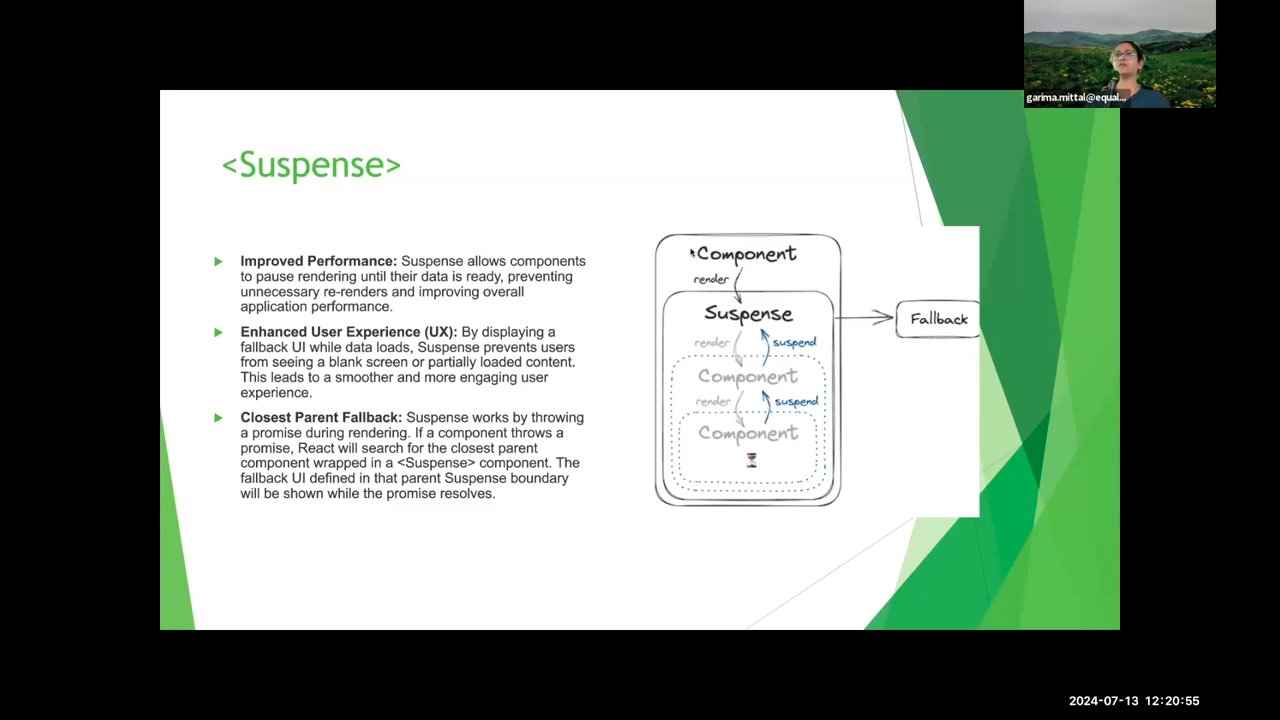 garima.mittal@equal...
<Suspense>
Improved Performance: Suspense allows components
to pause rendering until their data is ready, preventing
unnecessary re-renders and improving overall
application performance.
Enhanced User Experience (UX): By displaying a
fallback UI while data loads, Suspense prevents users
from seeing a blank screen or partially loaded content.
This leads to a smoother and more engaging user
experience.
Closest Parent Fallback: Suspense works by throwing
a promise during rendering. If a component throws a
promise, React will search for the closest parent
component wrapped in a <Suspense> component. The
fallback UI defined in that parent Suspense boundary
will be shown while the promise resolves.
Component
render
Suspense
Fallback
render
suspend
Component
render
suspend
Component
2024-07-13 12:20:55